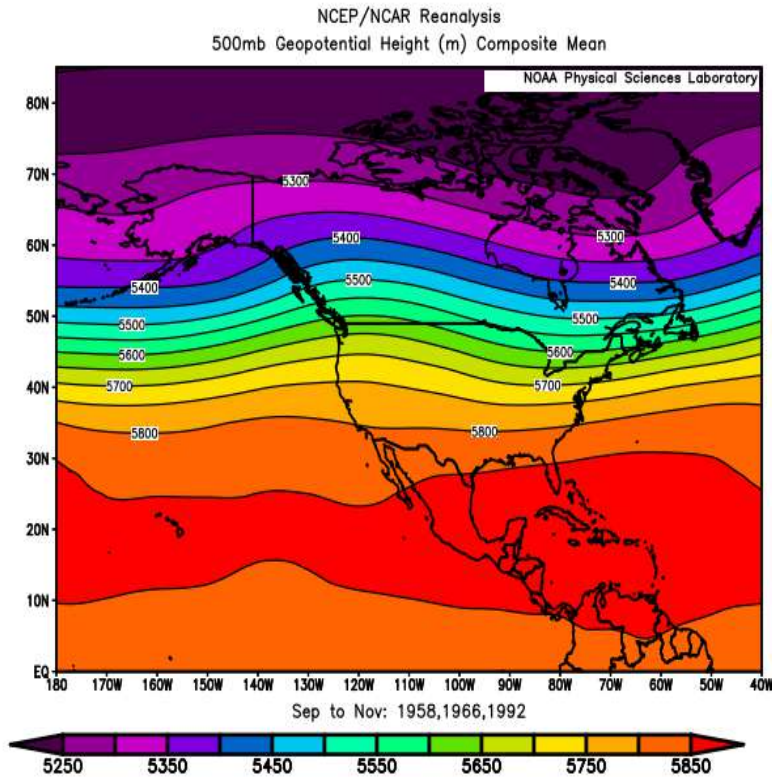 NCEP/NCAR Reanalysis
500mb Geopotential Height (m) Composite Mean
NOAA Physical Sciences Laboratory
80N
70N
5300
60N
5400
5300
5400
5500
50N
5500
5500
5600
5600
40N
5700
5700
5800
5800
30N
20N
10N
EQ
180 170W 160W 150W 140W 130W 120W 110W 100W 90W 80W 70W 60W 50W 40W
Sep to Nov: 1958,1966,1992
5250 5350 5450 5550 5650 5750 5850